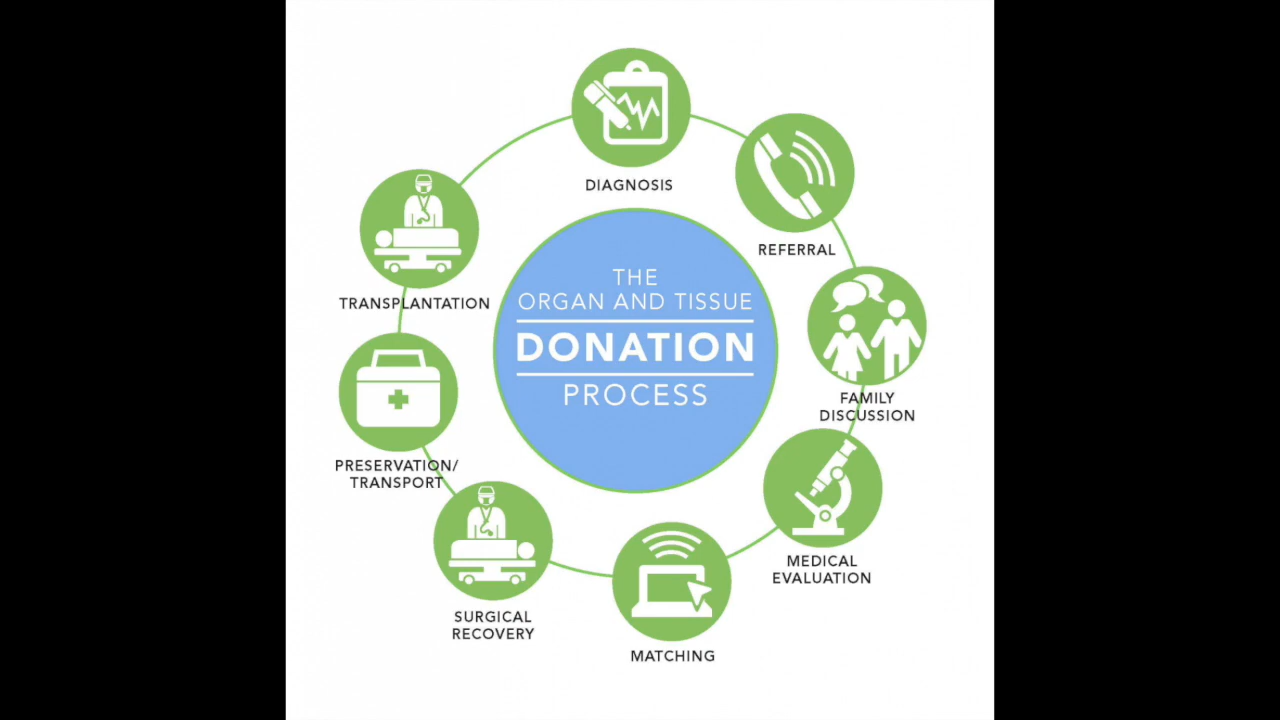 THE
ORGAN AND TISSUE
DONATION
PROCESS
DIAGNOSIS
REFERRAL
FAMILY
DISCUSSION
MEDICAL
EVALUATION
MATCHING
SURGICAL
RECOVERY
PRESERVATION/
TRANSPORT
TRANSPLANTATION